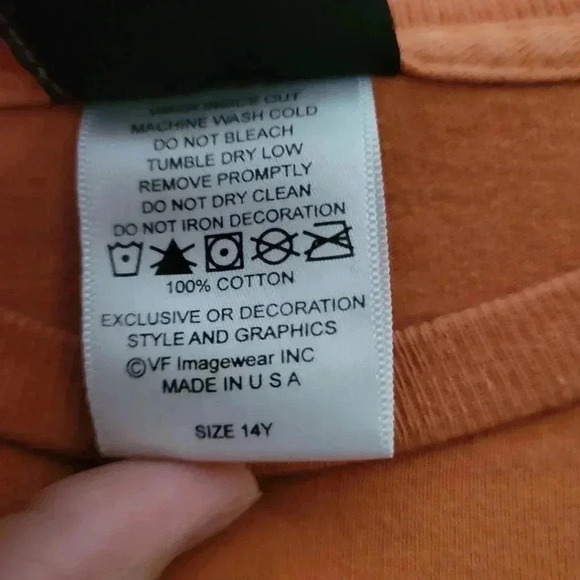 MACHINE WASH COLD
DO NOT BLEACH
TUMBLE DRY LOW
REMOVE PROMPTLY
DO NOT DRY CLEAN
DO NOT IRON DECORATION
100% COTTON
EXCLUSIVE OR DECORATION
STYLE AND GRAPHICS
©VF Imagewear INC
MADE IN U S A
SIZE 14Y